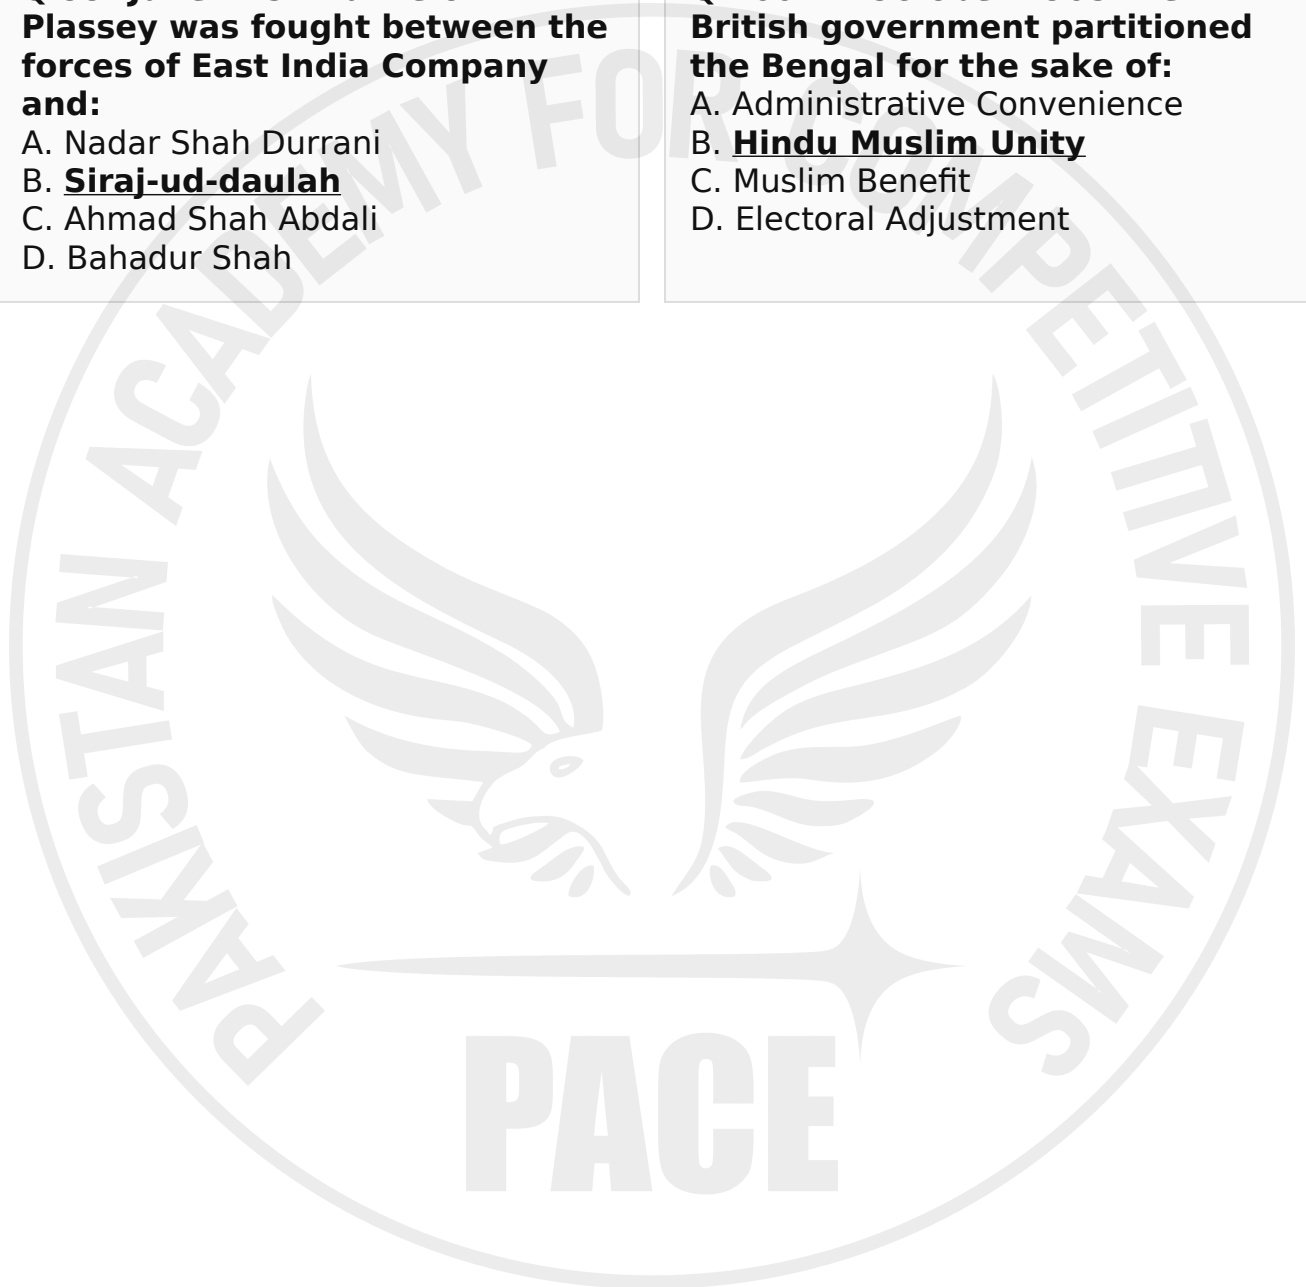 Plassey was fought between the
forces of East India Company
and:
A. Nadar Shah Durrani
B. Siraj-ud-daulah
C. Ahmad Shah Abdali
D. Bahadur Shah
British government partitioned
the Bengal for the sake of:
A. Administrative Convenience
B. Hindu Muslim Unity
C. Muslim Benefit
D. Electoral Adjustment
PAKISTAN ACADEMY FOR COMPETITIVE EXAMS
PACE